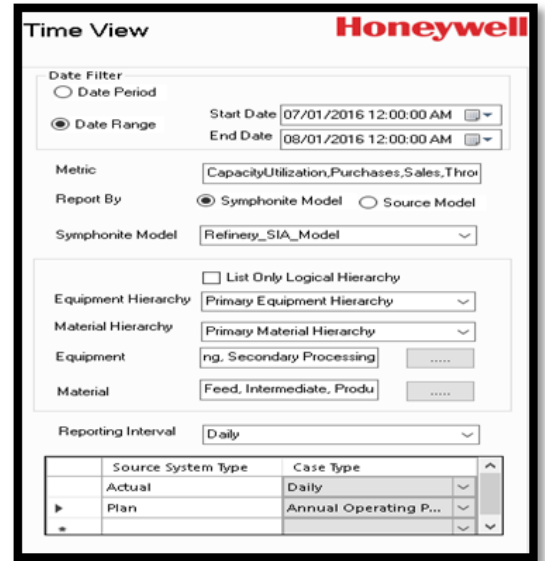 Time View Honeywell
Date Filter
Date Period
Date Range
Start Date 07/01/2016 12:00:00 AM
End Date 08/01/2016 12:00:00 AM
Metric CapacityUtilization,Purchases,Sales,Throu
Report By Symphonite Model Source Model
Symphonite Model Refinery_SIA_Model
List Only Logical Hierarchy
Equipment Hierarchy Primary Equipment Hierarchy
Material Hierarchy Primary Material Hierarchy
Equipment ng, Secondary Processing .....
Material Feed, Intermediate, Produ .....
Reporting Interval Daily
Source System Type Case Type
Actual Daily
Plan Annual Operating P...